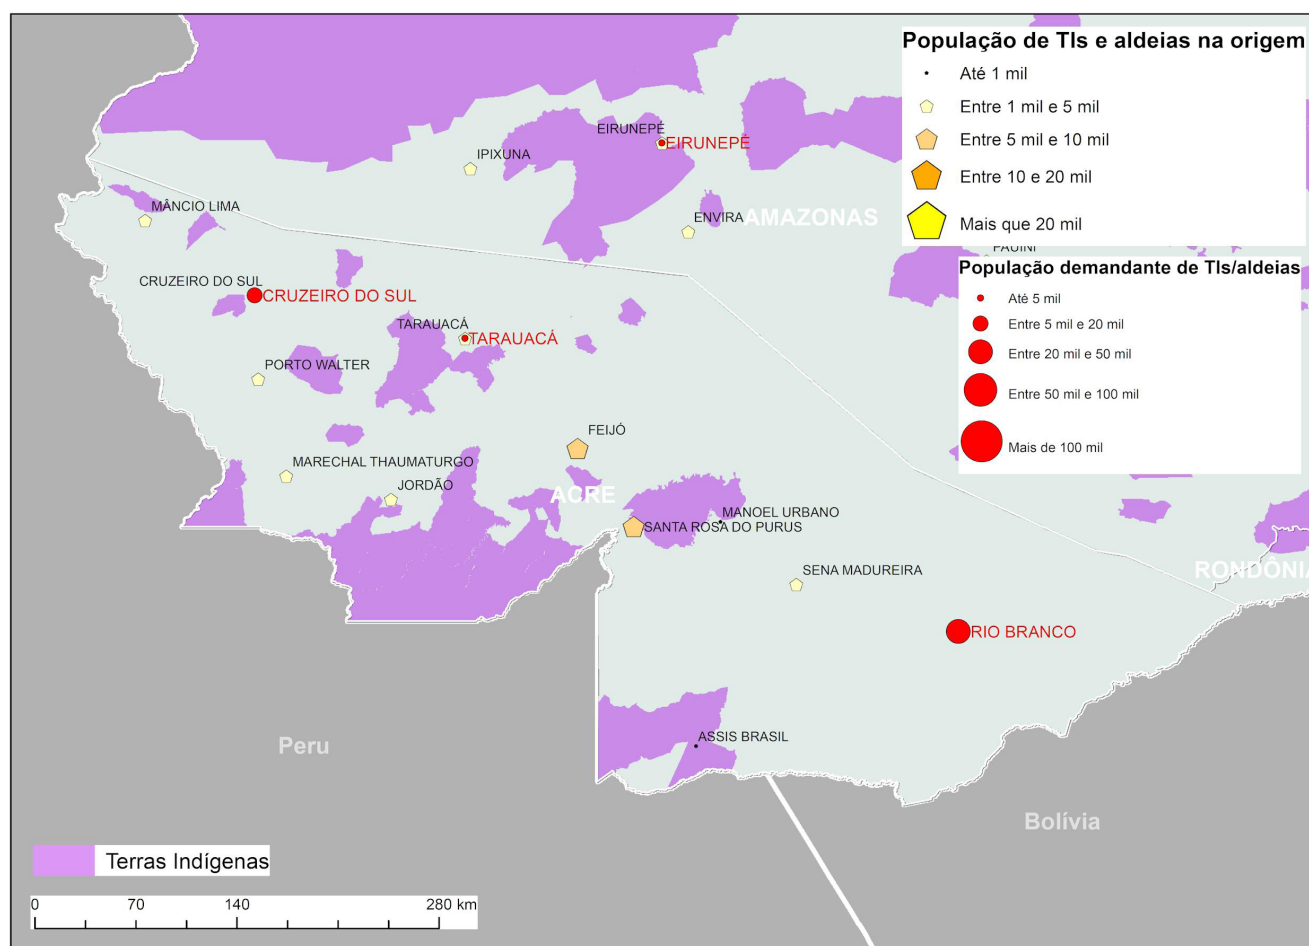 População de TIs e aldeias na origem
Até 1 mil
Entre 1 mil e 5 mil
Entre 5 mil e 10 mil
Entre 10 e 20 mil
Mais que 20 mil
População demandante de TIs/aldeias
Até 5 mil
Entre 5 mil e 20 mil
Entre 20 mil e 50 mil
Entre 50 mil e 100 mil
Mais de 100 mil
EIRUNEPÉ
EIRUNEPÉ
IPIXUNA
MÂNCIO LIMA
ENVIRA
AMAZONAS
PAUINI
CRUZEIRO DO SUL
CRUZEIRO DO SUL
TARAUACÁ
TARAUACÁ
PORTO WALTER
FEIJÓ
MARECHAL THAUMATURGO
JORDÃO
ACRE
MANOEL URBANO
SANTA ROSA DO PURUS
SENA MADUREIRA
RONDÔNIA
RIO BRANCO
ASSIS BRASIL
Peru
Bolívia
Terras Indígenas
0 70 140 280 km